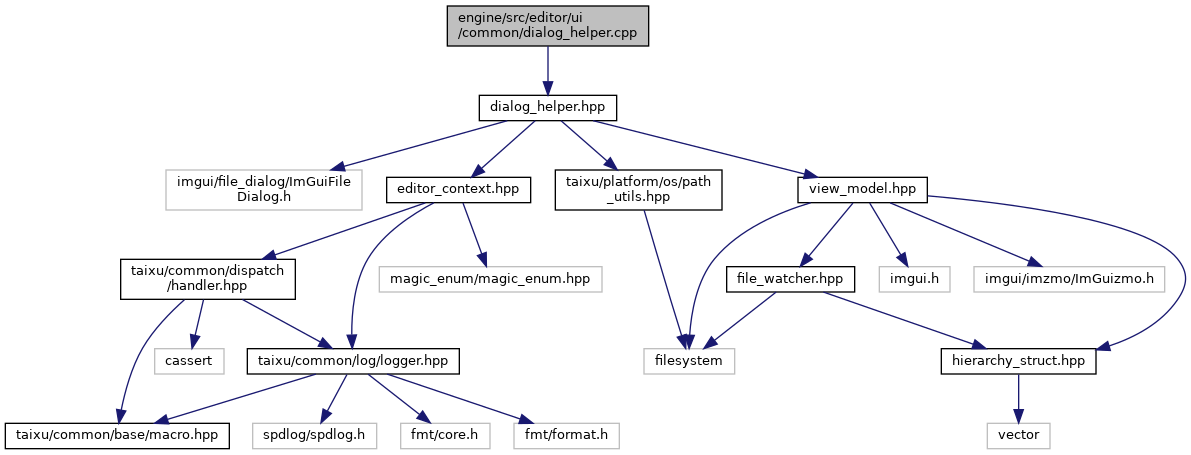 engine/src/editor/ui
/common/dialog_helper.cpp
dialog_helper.hpp
imgui/file_dialog/ImGuiFile
Dialog.h
editor_context.hpp
taixu/platform/os/path
_utils.hpp
view_model.hpp
taixu/common/dispatch
/handler.hpp
magic_enum/magic_enum.hpp
file_watcher.hpp
imgui.h
imgui/imzmo/ImGuizmo.h
cassert
taixu/common/log/logger.hpp
filesystem
hierarchy_struct.hpp
taixu/common/base/macro.hpp
spdlog/spdlog.h
fmt/core.h
fmt/format.h
vector